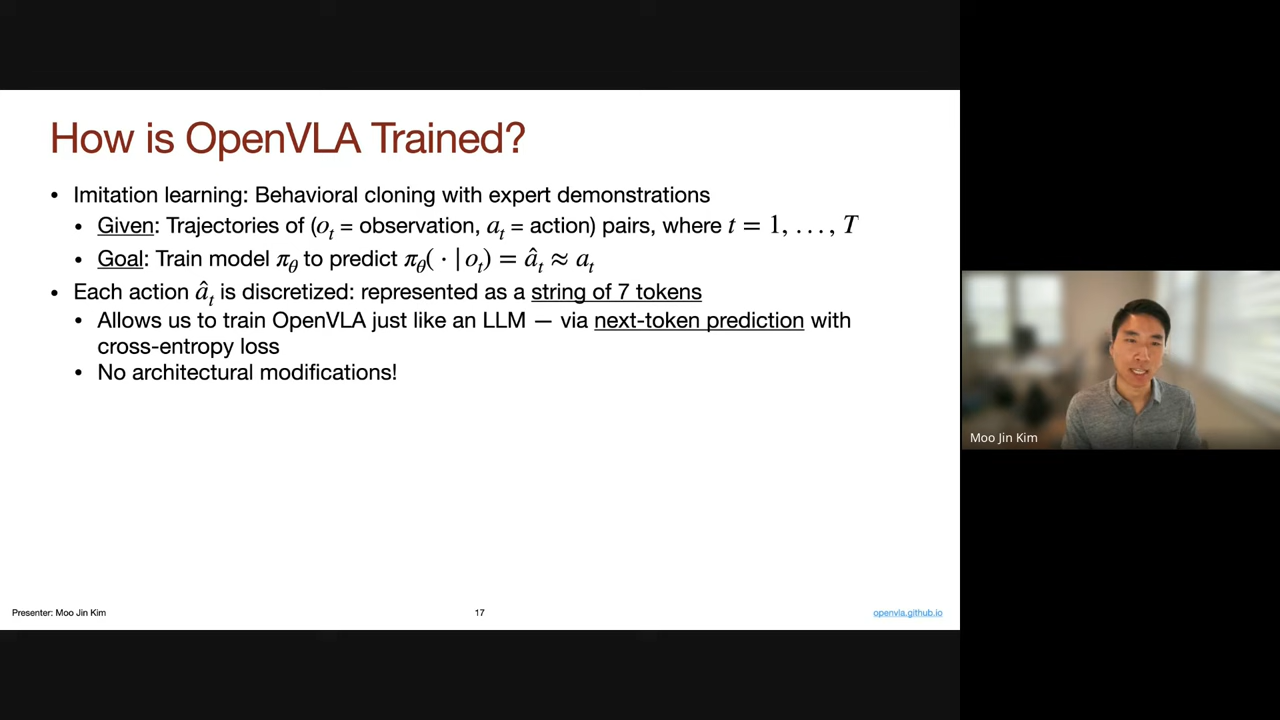 How is OpenVLA Trained?
• Imitation learning: Behavioral cloning with expert demonstrations
• Given: Trajectories of (oₜ = observation, aₜ = action) pairs, where t = 1, . . . , T
• Goal: Train model π_θ to predict π_θ( · | oₜ) = âₜ ≈ aₜ
• Each action âₜ is discretized: represented as a string of 7 tokens
• Allows us to train OpenVLA just like an LLM — via next-token prediction with
cross-entropy loss
• No architectural modifications!
Moo Jin Kim
Presenter: Moo Jin Kim
17
openvla.github.io